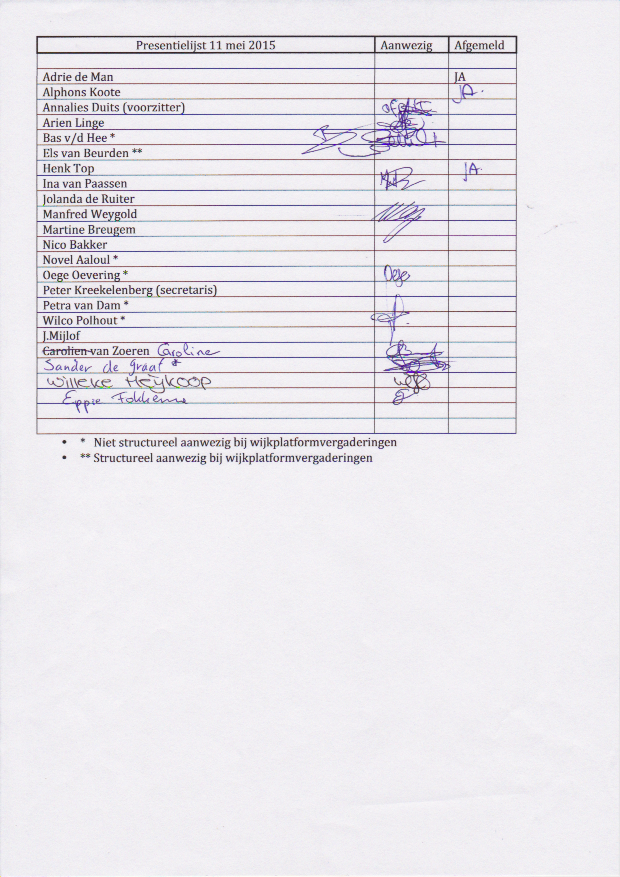 Presentielijst 11 mei 2015 Aanwezig Afgemeld
Adrie de Man JA
Alphons Koote JA.
Annalies Duits (voorzitter)
Arien Linge
Bas v/d Hee *
Els van Beurden **
Henk Top JA
Ina van Paassen
Jolanda de Ruiter
Manfred Weygold
Martine Breugem
Nico Bakker
Novel Aaloul *
Oege Oevering * Oege
Peter Kreekelenberg (secretaris)
Petra van Dam *
Wilco Polhout *
J.Mijlof
Carolien van Zoeren Caroline
Sander de Graaf *
Willeke Heykoop
Eppie Fokkema
• * Niet structureel aanwezig bij wijkplatformvergaderingen
• ** Structureel aanwezig bij wijkplatformvergaderingen